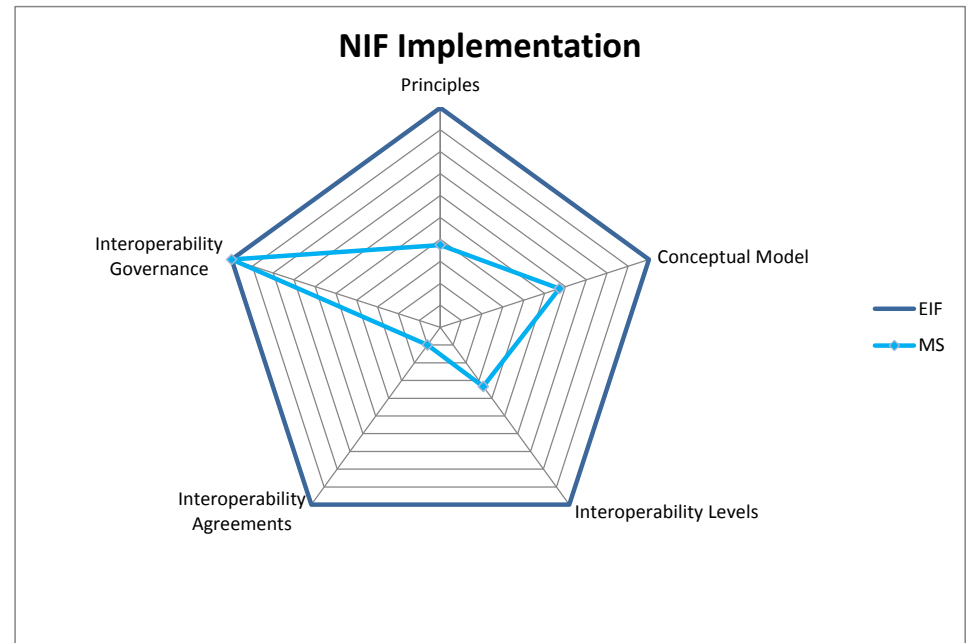 NIF Implementation
Principles
Interoperability
Governance
Conceptual Model
EIF
MS
Interoperability
Agreements
Interoperability Levels